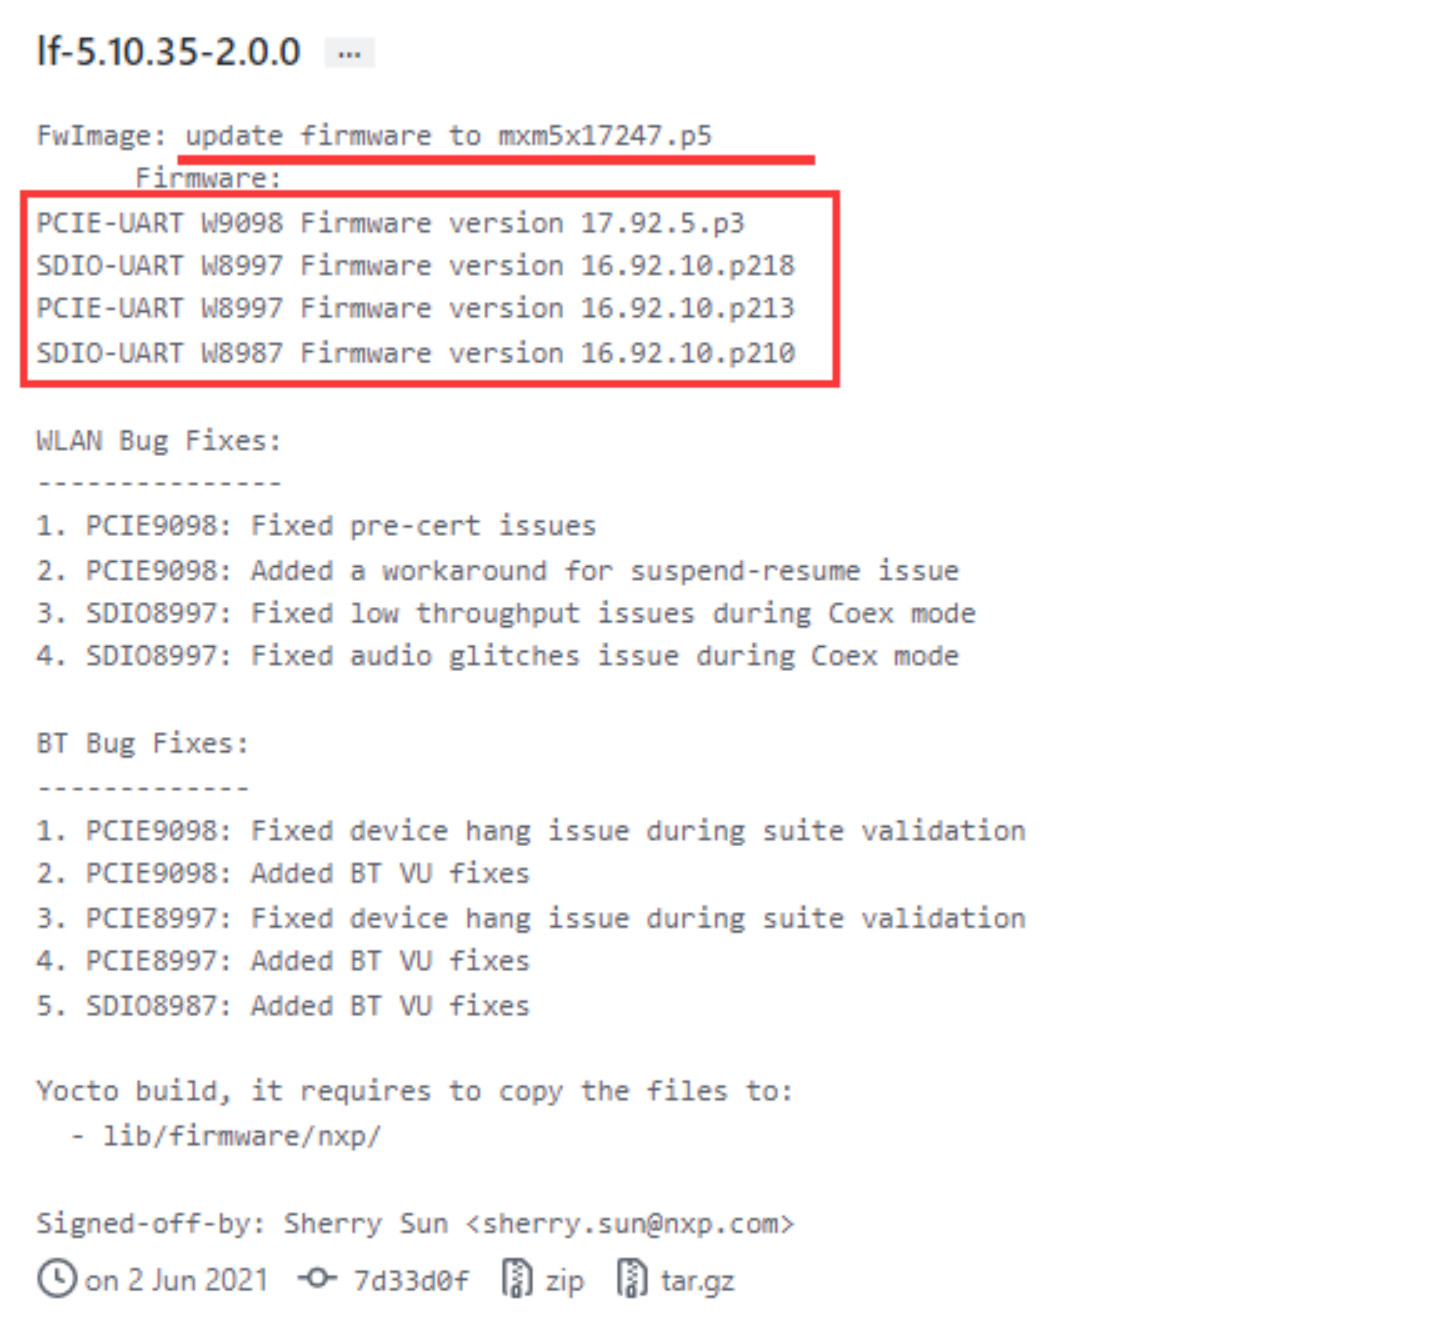 lf-5.10.35-2.0.0 ...
FwImage: update firmware to mxm5x17247.p5
Firmware:
PCIE-UART W9098 Firmware version 17.92.5.p3
SDIO-UART W8997 Firmware version 16.92.10.p218
PCIE-UART W8997 Firmware version 16.92.10.p213
SDIO-UART W8987 Firmware version 16.92.10.p210
WLAN Bug Fixes:
---------------
1. PCIE9098: Fixed pre-cert issues
2. PCIE9098: Added a workaround for suspend-resume issue
3. SDIO8997: Fixed low throughput issues during Coex mode
4. SDIO8997: Fixed audio glitches issue during Coex mode
BT Bug Fixes:
-------------
1. PCIE9098: Fixed device hang issue during suite validation
2. PCIE9098: Added BT VU fixes
3. PCIE8997: Fixed device hang issue during suite validation
4. PCIE8997: Added BT VU fixes
5. SDIO8987: Added BT VU fixes
Yocto build, it requires to copy the files to:
- lib/firmware/nxp/
Signed-off-by: Sherry Sun <sherry.sun@nxp.com>
on 2 Jun 2021 7d33d0f zip tar.gz